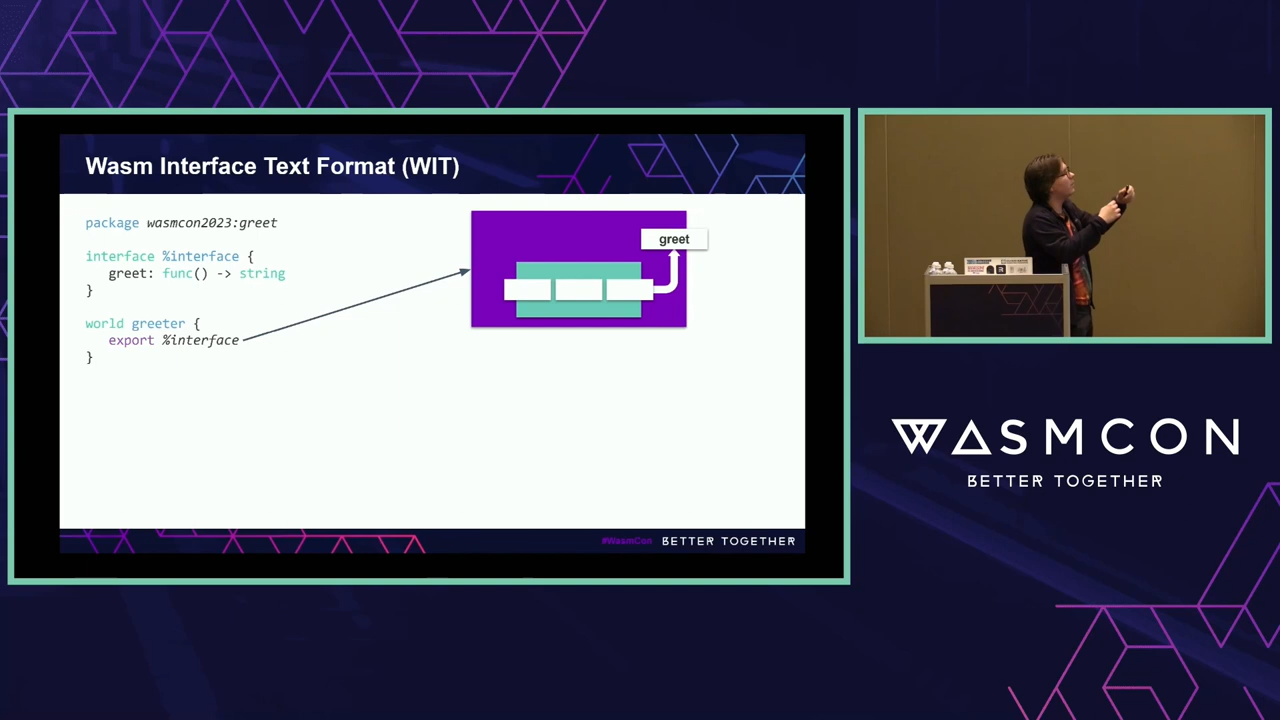 Wasm Interface Text Format (WIT)
package wasmcon2023:greet
interface %interface {
greet: func() -> string
}
world greeter {
export %interface
}
greet
#WasmCon BETTER TOGETHER
WASMCON
BETTER TOGETHER